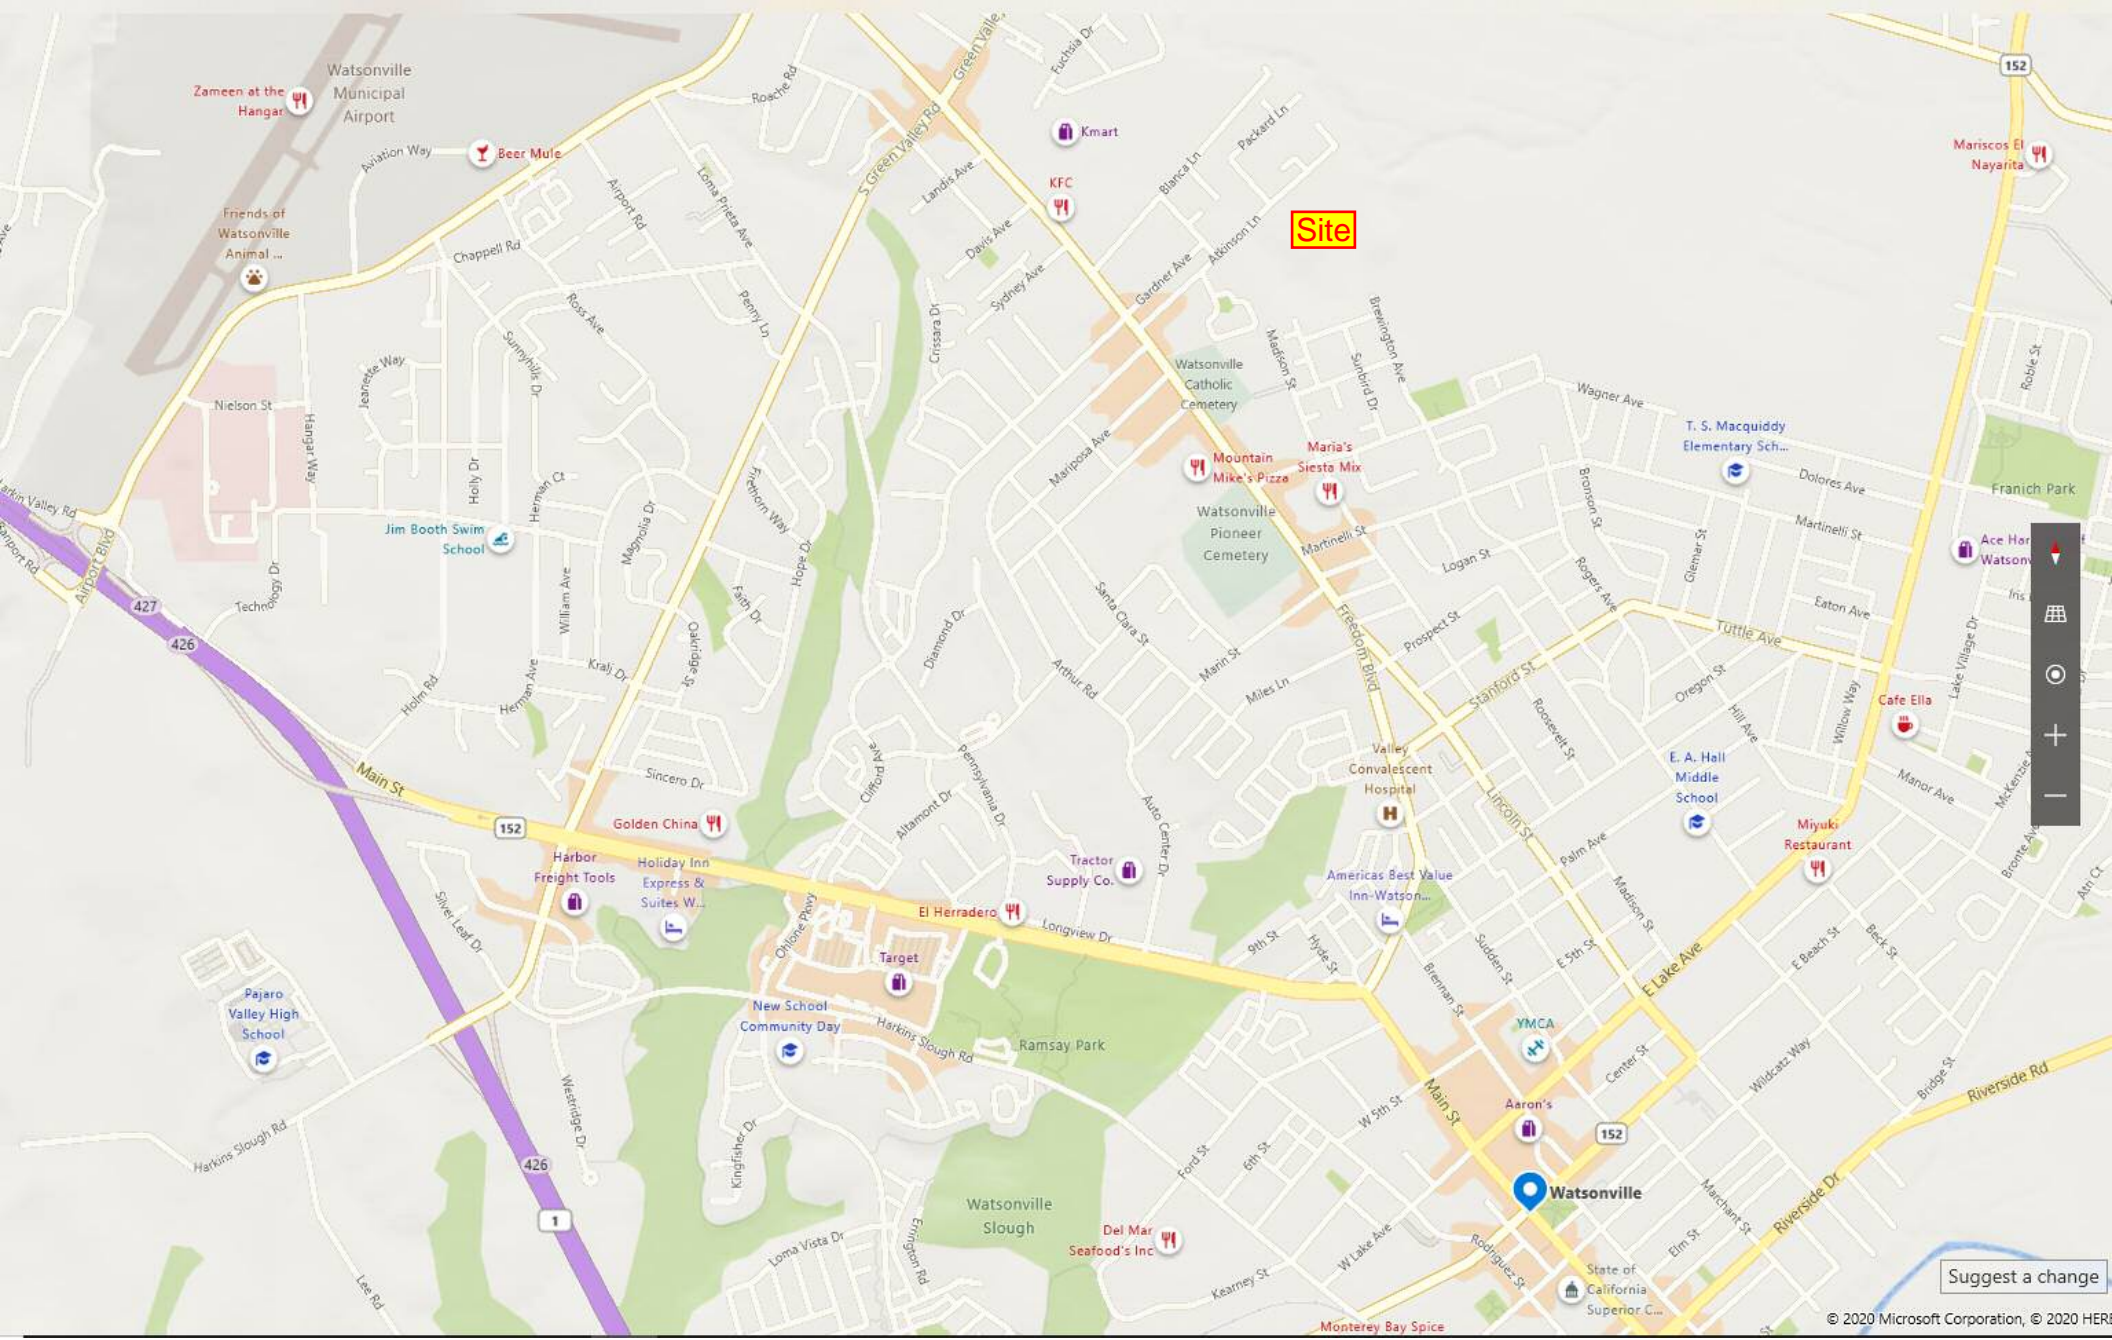 152
Watsonville
Municipal
Airport
Zameen at the
Hangar
Beer Mule
Aviation Way
Friends of
Watsonville
Animal ...
Chappell Rd
Airport Rd
Loma Prieta Ave
Roache Rd
Fuchsia Dr
S Green Valley Rd
Landis Ave
Davis Ave
Sydney Ave
Kmart
KFC
Blanca Ln
Packard Ln
Gardner Ave
Atkinson Ln
Site
Mariscos El
Nayarita
Penny Ln
Ross Ave
Sunnyhills Dr
Crissara Dr
Jeanette Way
Nielson St
Hangar Way
Holly Dr
Herman Ct
Jim Booth Swim
School
William Ave
Magnolia Dr
Firethorn Way
Mariposa Ave
Watsonville
Catholic
Cemetery
Madison St
Sunbird Dr
Brewington Ave
Wagner Ave
Roble St
Mountain
Mike's Pizza
Maria's
Siesta Mix
T. S. Macquiddy
Elementary Sch...
Dolores Ave
Franich Park
Watsonville
Pioneer
Cemetery
Martinelli St
Logan St
Bronson St
Martinelli St
Glenmar St
Rogers Ave
Eaton Ave
Larkin Valley Rd
Airport Blvd
427
426
Technology Dr
Hope Dr
Faith Dr
Oakridge St
Kralj Dr
Herman Ave
Holm Rd
Diamond Dr
Santa Clara St
Arthur Rd
Marin St
Miles Ln
Freedom Blvd
Prospect St
Stanford St
Tuttle Ave
Oregon St
Hill Ave
Roosevelt St
Willow Way
Lake Village Dr
Cafe Ella
Main St
152
Sincero Dr
Golden China
Clifford Ave
Altamont Dr
Pennsylvania Dr
Auto Center Dr
Valley
Convalescent
Hospital
Lincoln St
E. A. Hall
Middle
School
Manor Ave
Miyuki
Restaurant
Palm Ave
Harbor
Freight Tools
Holiday Inn
Express &
Suites W...
Tractor
Supply Co.
Americas Best Value
Inn-Watson...
Madison St
Bronte Ave
Atri Ct
Silver Leaf Dr
Ohlone Pkwy
El Herradero
Longview Dr
9th St
Hyde St
Brennan St
Sudden St
E 5th St
E Lake Ave
E Beach St
Beck St
Target
Pajaro
Valley High
School
New School
Community Day
Harkins Slough Rd
Ramsay Park
YMCA
Center St
Wildcatz Way
Bridge St
Riverside Rd
Westridge Dr
Harkins Slough Rd
Kingfisher Dr
Main St
W 5th St
6th St
Ford St
Aaron's
152
426
1
Watsonville
Watsonville
Slough
Del Mar
Seafood's Inc
Loma Vista Dr
Errington Rd
Lee Rd
Kearney St
W Lake Ave
Rodriguez St
Marchant St
Elm St
Riverside Dr
State of
California
Superior C...
Monterey Bay Spice
Suggest a change
© 2020 Microsoft Corporation, © 2020 HERE